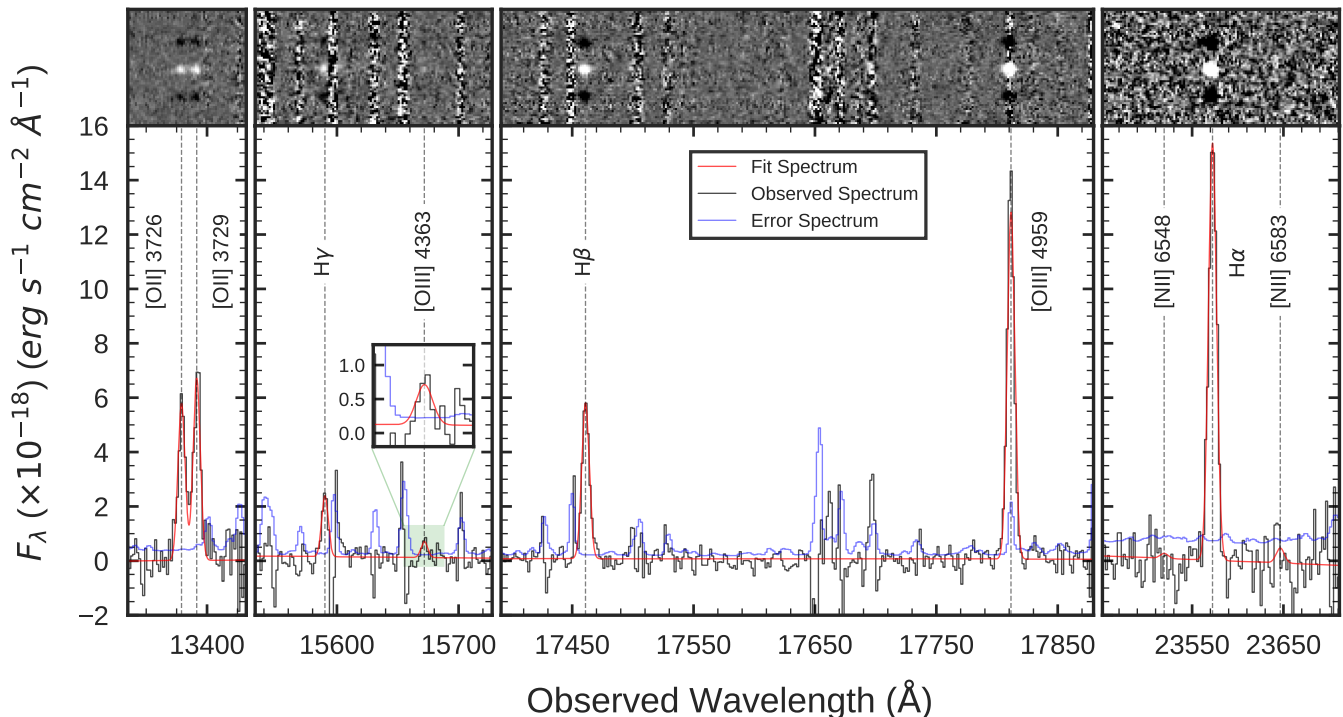 Fλ (×10⁻¹⁸) (erg s⁻¹ cm⁻² Å⁻¹)
16
14
12
10
8
6
4
2
0
−2
[OII] 3726
[OII] 3729
Hγ
[OIII] 4363
1.0
0.5
0.0
Hβ
Fit Spectrum
Observed Spectrum
Error Spectrum
[OIII] 4959
[NII] 6548
Hα
[NII] 6583
13400
15600 15700
17450 17550 17650 17750 17850
23550 23650
Observed Wavelength (Å)